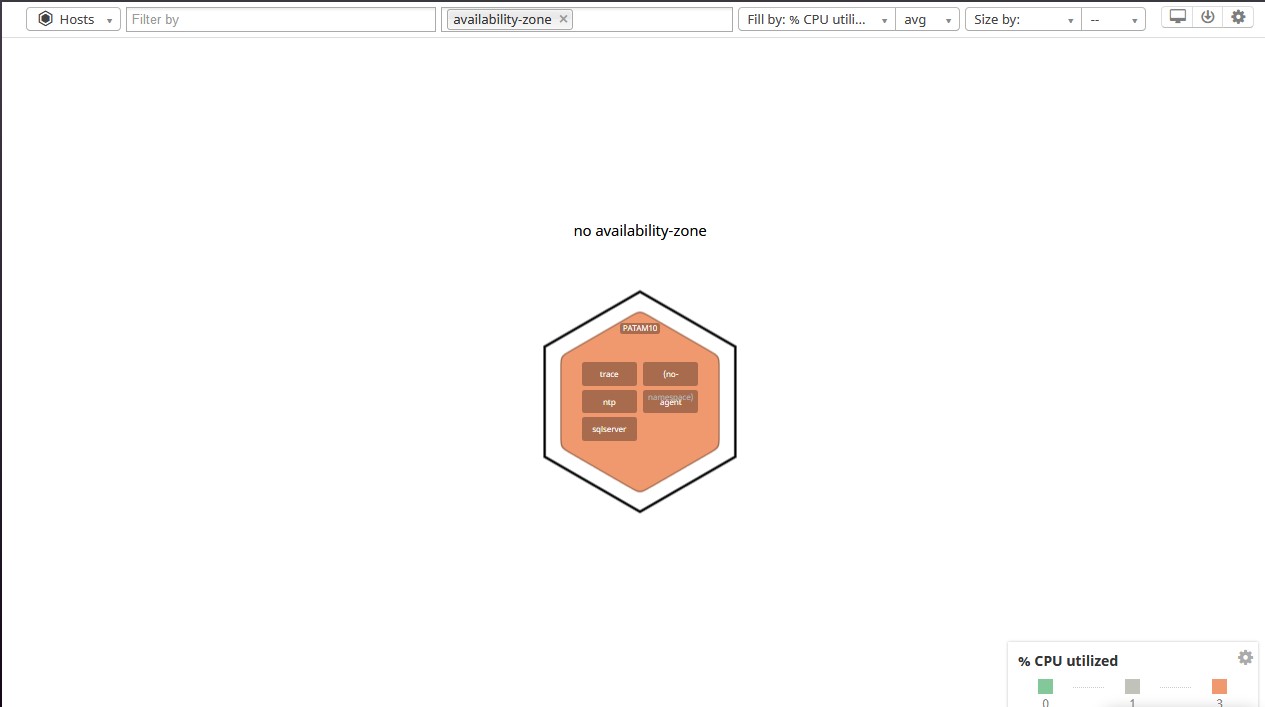 Hosts
Filter by
availability-zone ×
Fill by: % CPU utili...
avg
Size by:
--
no availability-zone
PATAM10
trace
(no-
namespace)
ntp
agent
sqlserver
% CPU utilized
0
1
3